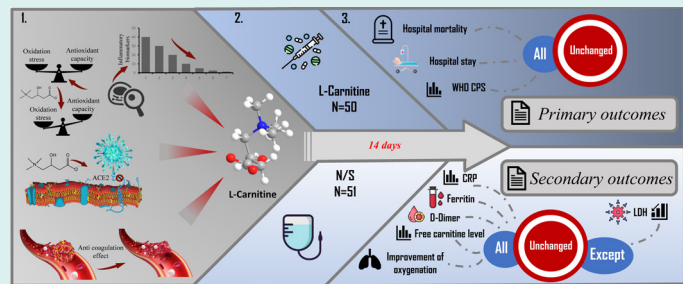 1.
Oxidation
stress
Antioxidant
capacity
Inflammatory
biomarkers
Oxidation
stress
Antioxidant
capacity
ACE2
Anti coagulation
effect
L-Carnitine
2.
L-Carnitine
N=50
14 days
N/S
N=51
3.
Hospital mortality
Hospital stay
WHO CPS
All
Unchanged
Primary outcomes
Secondary outcomes
CRP
Ferritin
D-Dimer
Free carnitine level
Improvement of
oxygenation
All
Unchanged
Except
LDH